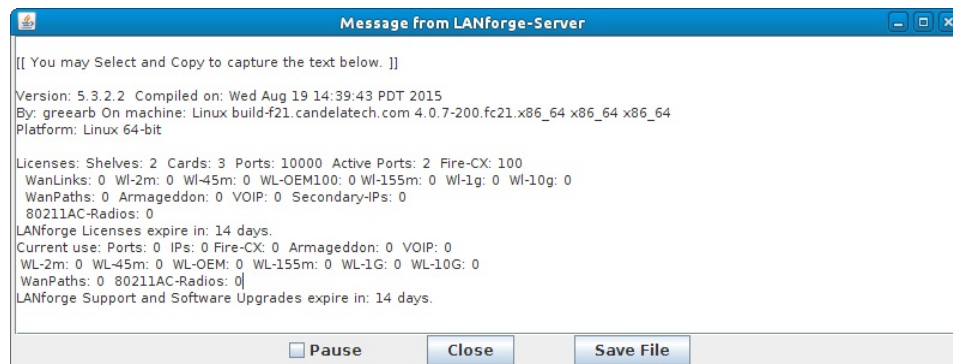 Message from LANforge-Server
[[ You may Select and Copy to capture the text below. ]]
Version: 5.3.2.2 Compiled on: Wed Aug 19 14:39:43 PDT 2015
By: greearb On machine: Linux build-f21.candelatech.com 4.0.7-200.fc21.x86_64 x86_64 x86_64
Platform: Linux 64-bit
Licenses: Shelves: 2 Cards: 3 Ports: 10000 Active Ports: 2 Fire-CX: 100
WanLinks: 0 Wl-2m: 0 Wl-45m: 0 WL-OEM100: 0 Wl-155m: 0 Wl-1g: 0 Wl-10g: 0
WanPaths: 0 Armageddon: 0 VOIP: 0 Secondary-IPs: 0
80211AC-Radios: 0
LANforge Licenses expire in: 14 days.
Current use: Ports: 0 IPs: 0 Fire-CX: 0 Armageddon: 0 VOIP: 0
WL-2m: 0 WL-45m: 0 WL-OEM: 0 WL-155m: 0 WL-1G: 0 WL-10G: 0
WanPaths: 0 80211AC-Radios: 0
LANforge Support and Software Upgrades expire in: 14 days.
Pause Close Save File